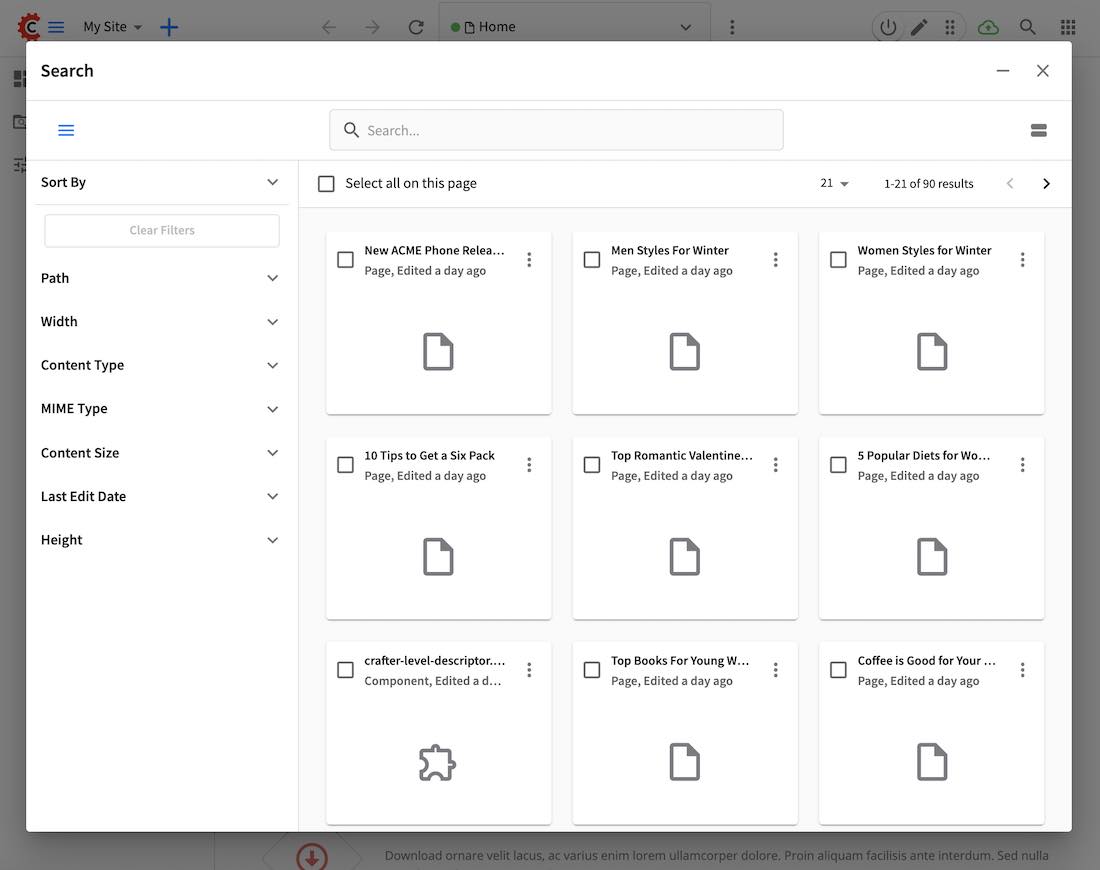 My Site
Home
Search
Search...
Sort By
Clear Filters
Path
Width
Content Type
MIME Type
Content Size
Last Edit Date
Height
Select all on this page
21
1-21 of 90 results
New ACME Phone Relea...
Page, Edited a day ago
Men Styles For Winter
Page, Edited a day ago
Women Styles for Winter
Page, Edited a day ago
10 Tips to Get a Six Pack
Page, Edited a day ago
Top Romantic Valentine...
Page, Edited a day ago
5 Popular Diets for Wo...
Page, Edited a day ago
crafter-level-descriptor....
Component, Edited a d...
Top Books For Young W...
Page, Edited a day ago
Coffee is Good for Your ...
Page, Edited a day ago
Download ornare velit lacus, ac varius enim lorem ullamcorper dolore. Proin aliquam facilisis ante interdum. Sed nulla